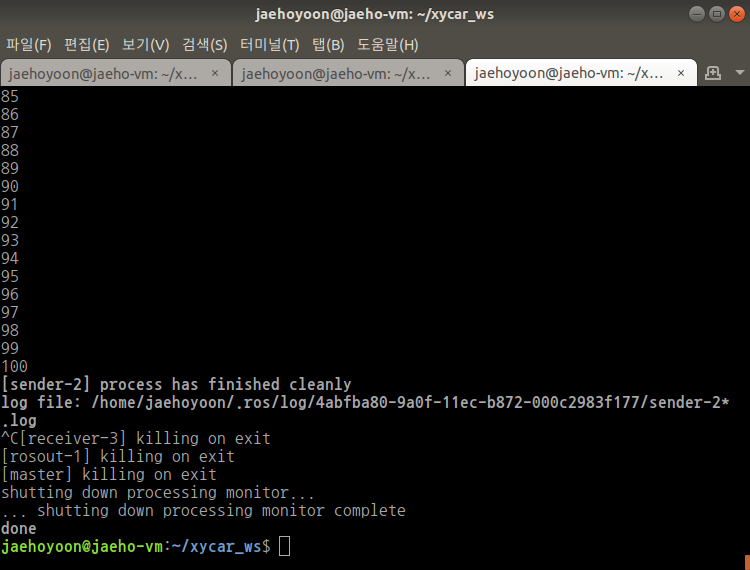 jaehoyoon@jaeho-vm: ~/xycar_ws
파일(F) 편집(E) 보기(V) 검색(S) 터미널(T) 탭(B) 도움말(H)
jaehoyoon@jaeho-vm: ~/x… × jaehoyoon@jaeho-vm: ~/x… × jaehoyoon@jaeho-vm: ~/x… ×
85
86
87
88
89
90
91
92
93
94
95
96
97
98
99
100
[sender-2] process has finished cleanly
log file: /home/jaehoyoon/.ros/log/4abfba80-9a0f-11ec-b872-000c2983f177/sender-2*
.log
^C[receiver-3] killing on exit
[rosout-1] killing on exit
[master] killing on exit
shutting down processing monitor...
... shutting down processing monitor complete
done
jaehoyoon@jaeho-vm:~/xycar_ws$